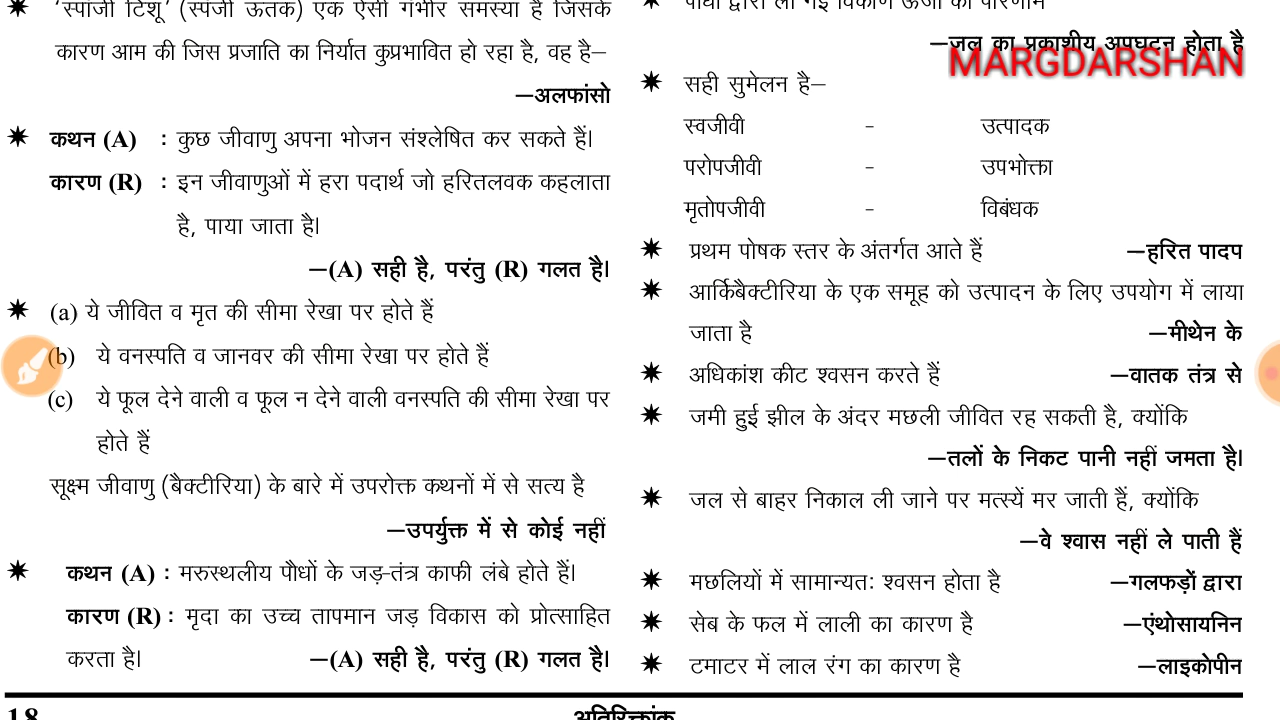 'स्पांजी टिशू' (स्पंजी ऊतक) एक ऐसी गंभीर समस्या है जिसके
कारण आम की जिस प्रजाति का निर्यात कुप्रभावित हो रहा है, वह है–
–अलफांसो
✷ कथन (A) : कुछ जीवाणु अपना भोजन संश्लेषित कर सकते हैं।
कारण (R) : इन जीवाणुओं में हरा पदार्थ जो हरितलवक कहलाता
है, पाया जाता है।
–(A) सही है, परंतु (R) गलत है।
✷ (a) ये जीवित व मृत की सीमा रेखा पर होते हैं
(b) ये वनस्पति व जानवर की सीमा रेखा पर होते हैं
(c) ये फूल देने वाली व फूल न देने वाली वनस्पति की सीमा रेखा पर
होते हैं
सूक्ष्म जीवाणु (बैक्टीरिया) के बारे में उपरोक्त कथनों में से सत्य है
–उपर्युक्त में से कोई नहीं
✷ कथन (A) : मरुस्थलीय पौधों के जड़-तंत्र काफी लंबे होते हैं।
कारण (R) : मृदा का उच्च तापमान जड़ विकास को प्रोत्साहित
करता है। –(A) सही है, परंतु (R) गलत है।
पौधों द्वारा ली गई विकीर्ण ऊर्जा का परिणाम
–जल का प्रकाशीय अपघटन होता है
MARGDARSHAN
✷ सही सुमेलन है–
स्वजीवी - उत्पादक
परोपजीवी - उपभोक्ता
मृतोपजीवी - विबंधक
✷ प्रथम पोषक स्तर के अंतर्गत आते हैं –हरित पादप
✷ आर्किबैक्टीरिया के एक समूह को उत्पादन के लिए उपयोग में लाया
जाता है –मीथेन के
✷ अधिकांश कीट श्वसन करते हैं –वातक तंत्र से
✷ जमी हुई झील के अंदर मछली जीवित रह सकती है, क्योंकि
–तलों के निकट पानी नहीं जमता है।
✷ जल से बाहर निकाल ली जाने पर मत्स्यें मर जाती हैं, क्योंकि
–वे श्वास नहीं ले पाती हैं
✷ मछलियों में सामान्यतः श्वसन होता है –गलफड़ों द्वारा
✷ सेब के फल में लाली का कारण है –एंथोसायनिन
✷ टमाटर में लाल रंग का कारण है –लाइकोपीन
18 अतिरिक्तांक